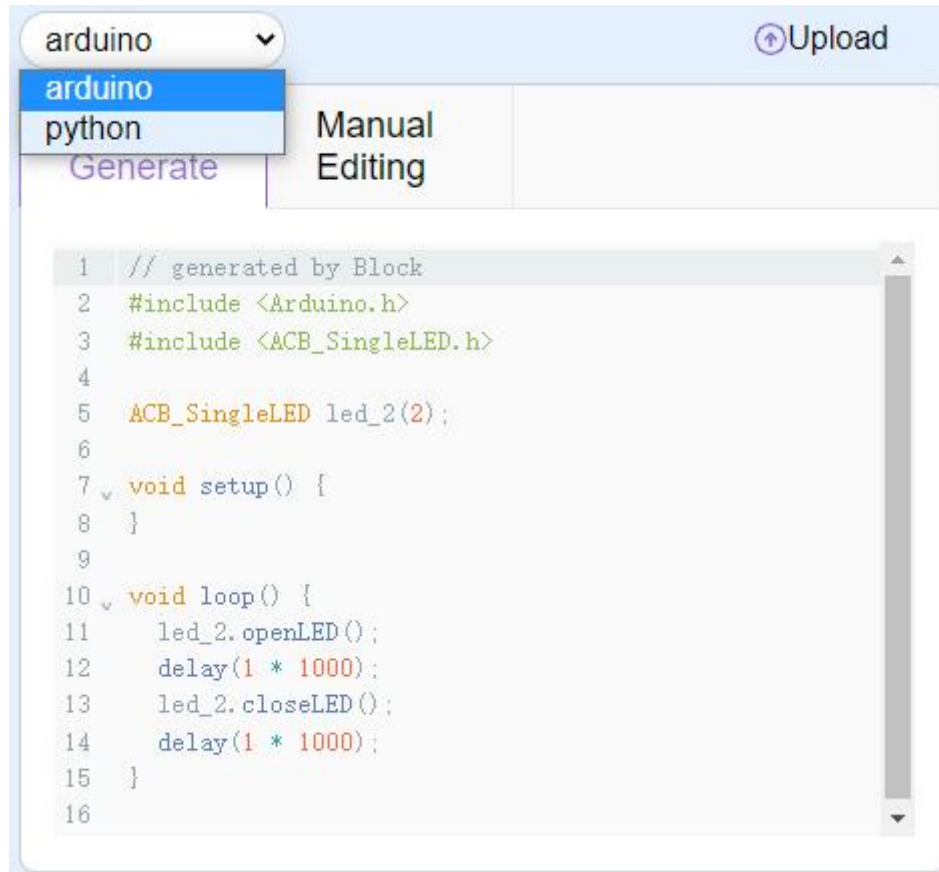 arduino
Upload
arduino
python
Generate
Manual
Editing
1 // generated by Block
2 #include <Arduino.h>
3 #include <ACB_SingleLED.h>
4
5 ACB_SingleLED led_2(2);
6
7 void setup() {
8 }
9
10 void loop() {
11   led_2.openLED();
12   delay(1 * 1000);
13   led_2.closeLED();
14   delay(1 * 1000);
15 }
16